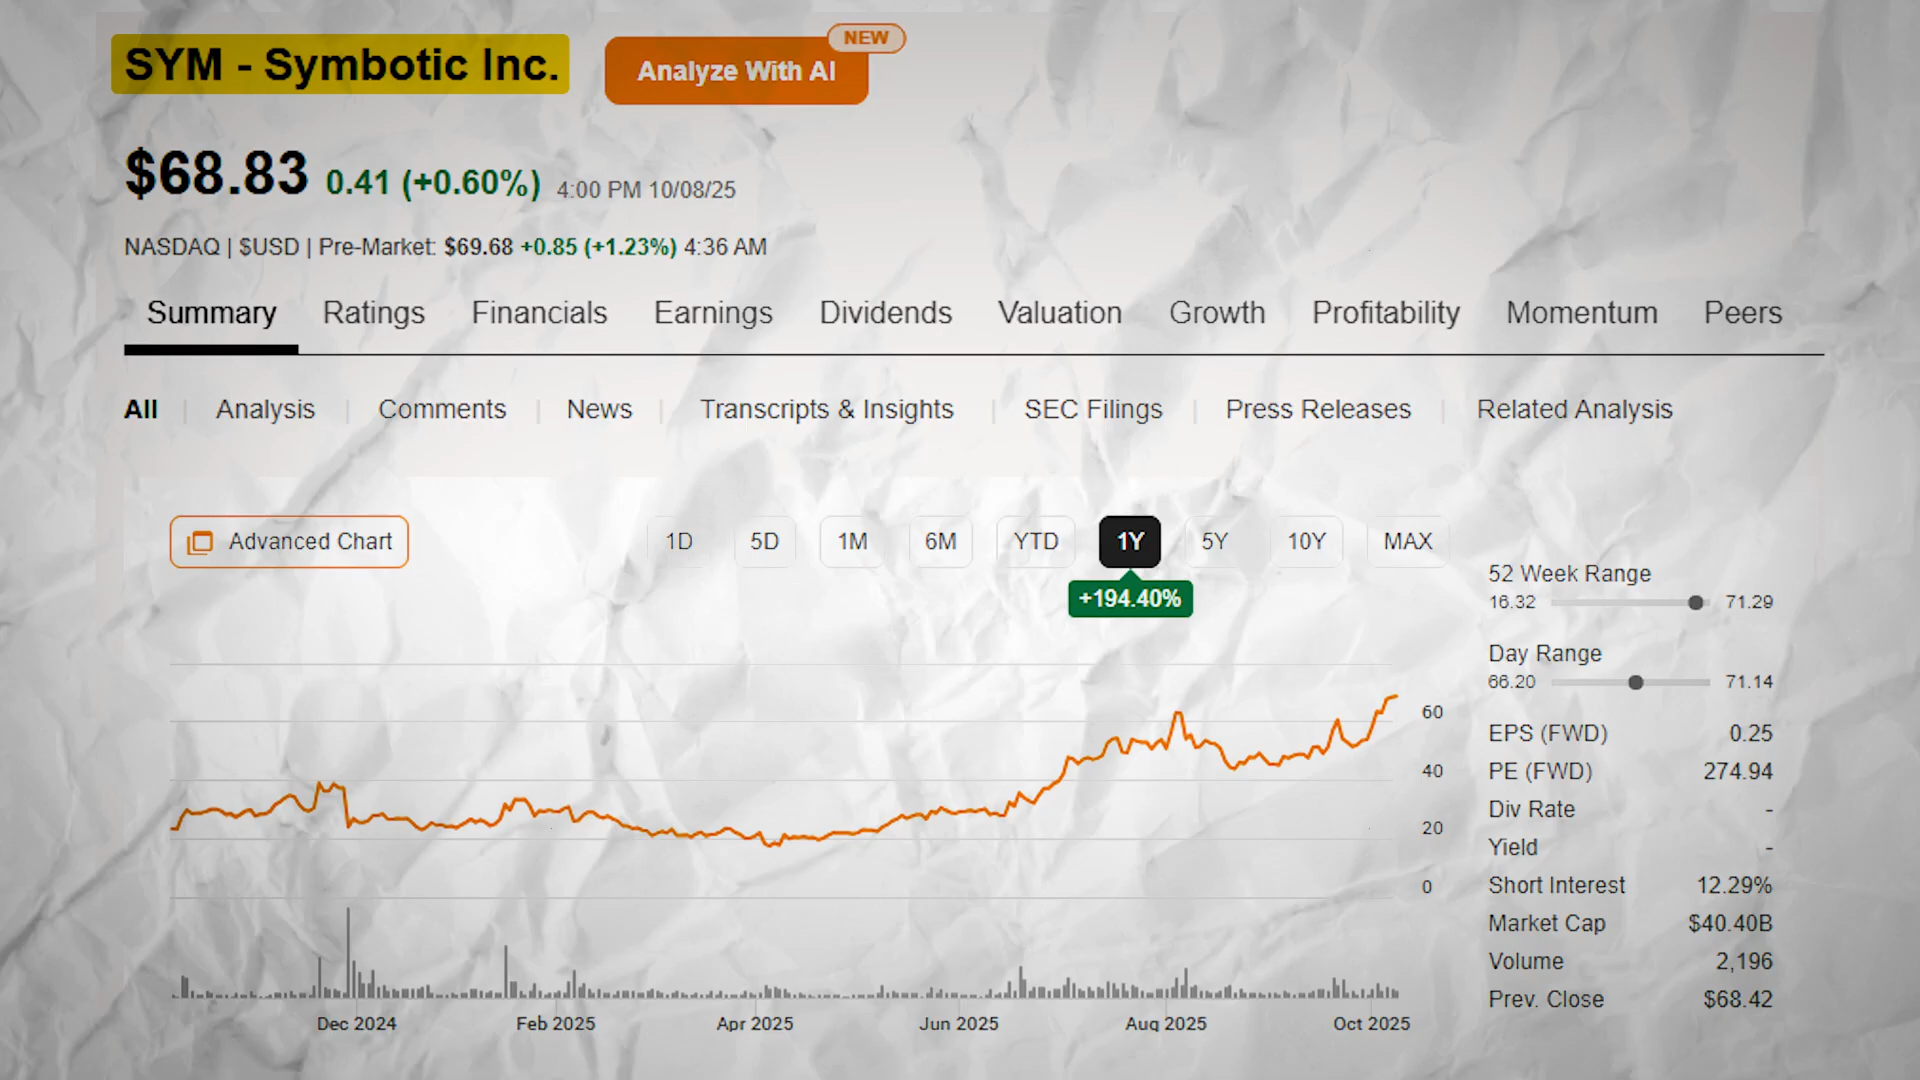 SYM - Symbotic Inc.
Analyze With AI
NEW
$68.83 0.41 (+0.60%) 4:00 PM 10/08/25
NASDAQ | $USD | Pre-Market: $69.68 +0.85 (+1.23%) 4:36 AM
Summary Ratings Financials Earnings Dividends Valuation Growth Profitability Momentum Peers
All Analysis Comments News Transcripts & Insights SEC Filings Press Releases Related Analysis
Advanced Chart
1D 5D 1M 6M YTD 1Y 5Y 10Y MAX
+194.40%
60
40
20
0
Dec 2024 Feb 2025 Apr 2025 Jun 2025 Aug 2025 Oct 2025
52 Week Range
16.32 71.29
Day Range
66.20 71.14
EPS (FWD) 0.25
PE (FWD) 274.94
Div Rate -
Yield -
Short Interest 12.29%
Market Cap $40.40B
Volume 2,196
Prev. Close $68.42